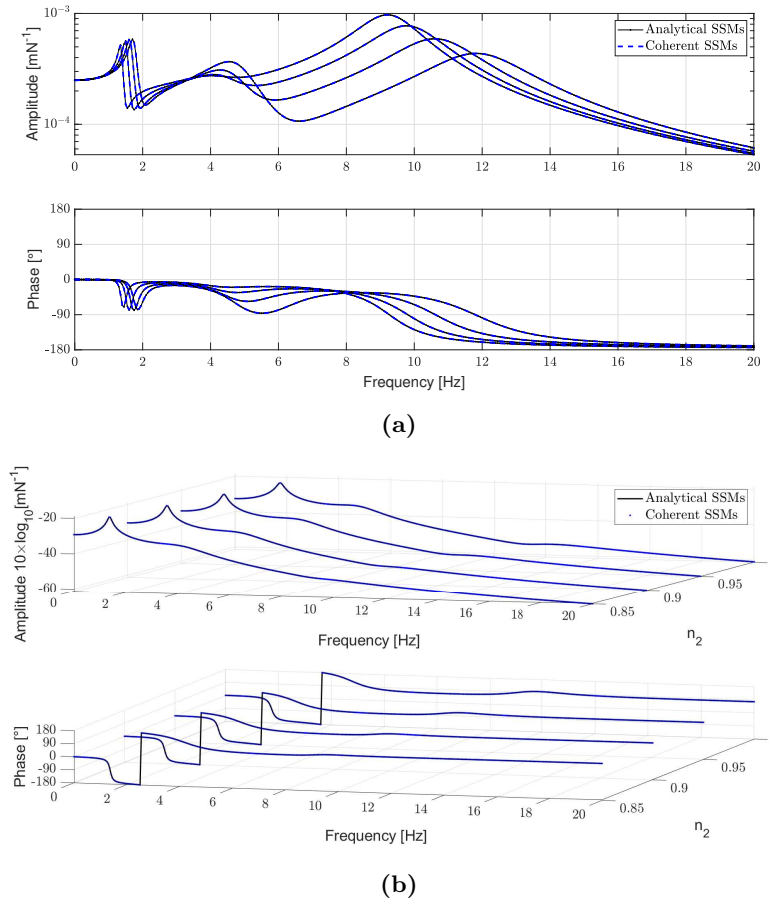 10⁻³
Amplitude [mN⁻¹]
10⁻⁴
Analytical SSMs
Coherent SSMs
0 2 4 6 8 10 12 14 16 18 20
180
90
0
-90
-180
Phase [°]
0 2 4 6 8 10 12 14 16 18 20
Frequency [Hz]
(a)
Amplitude 10×log₁₀[mN⁻¹]
-20
-40
-60
Analytical SSMs
Coherent SSMs
0 2 4 6 8 10 12 14 16 18 20
0.85 0.9 0.95
Frequency [Hz]
n₂
Phase [°]
180
90
0
-90
-180
0 2 4 6 8 10 12 14 16 18 20
0.85 0.9 0.95
Frequency [Hz]
n₂
(b)